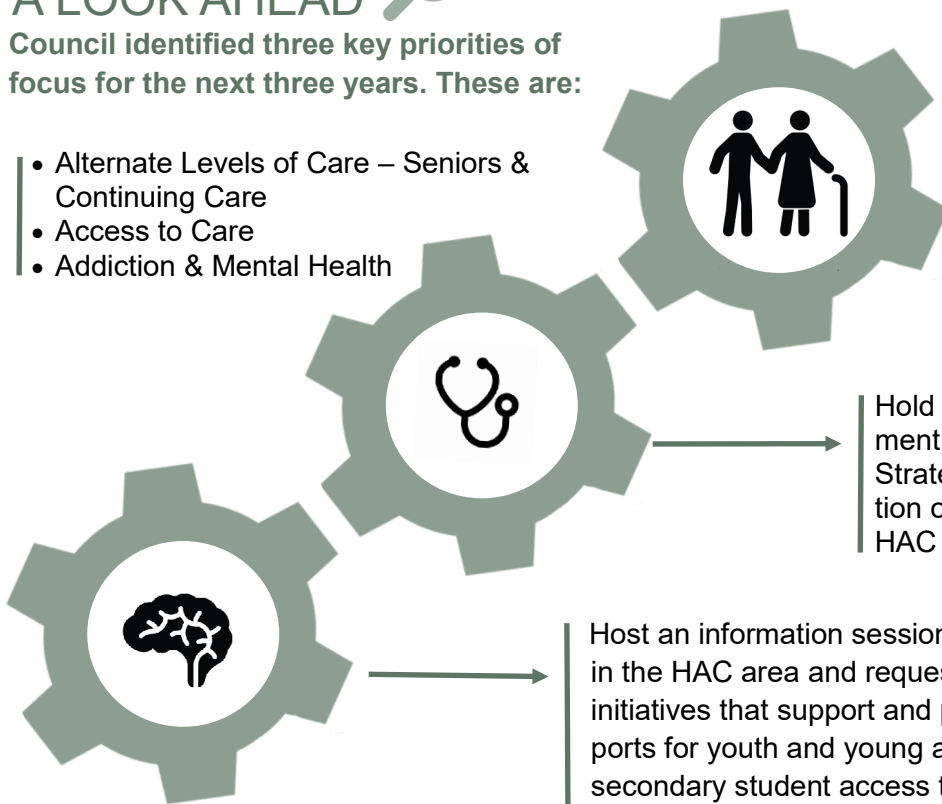 A LOOK AHEAD
Council identified three key priorities of
focus for the next three years. These are:
• Alternate Levels of Care – Seniors &
Continuing Care
• Access to Care
• Addiction & Mental Health
Hold
ment
Strate
tion o
HAC
Host an information session
in the HAC area and reques
initiatives that support and p
ports for youth and young a
secondary student access t